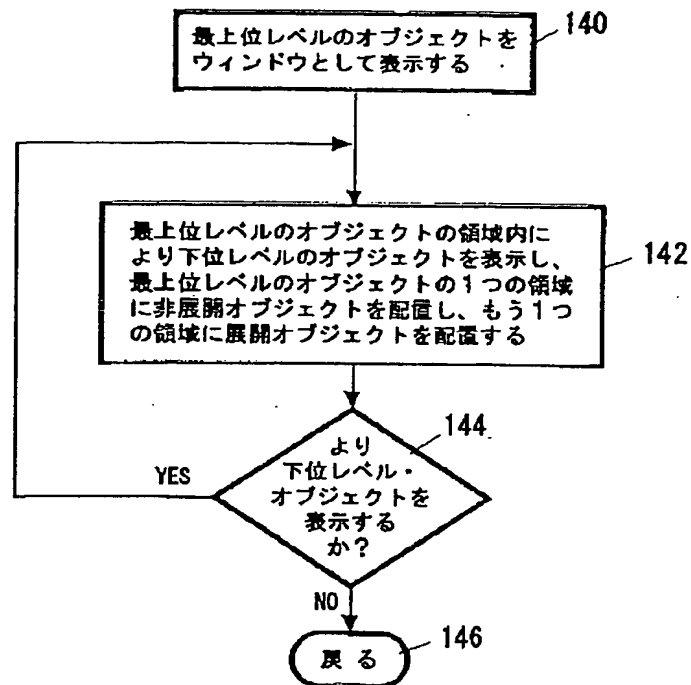 最上位レベルのオブジェクトを
ウィンドウとして表示する
140
最上位レベルのオブジェクトの領域内に
より下位レベルのオブジェクトを表示し、
最上位レベルのオブジェクトの1つの領域
に非展開オブジェクトを配置し、もう1つ
の領域に展開オブジェクトを配置する
142
より
下位レベル・
オブジェクトを
表示する
か?
144
YES
NO
戻る
146